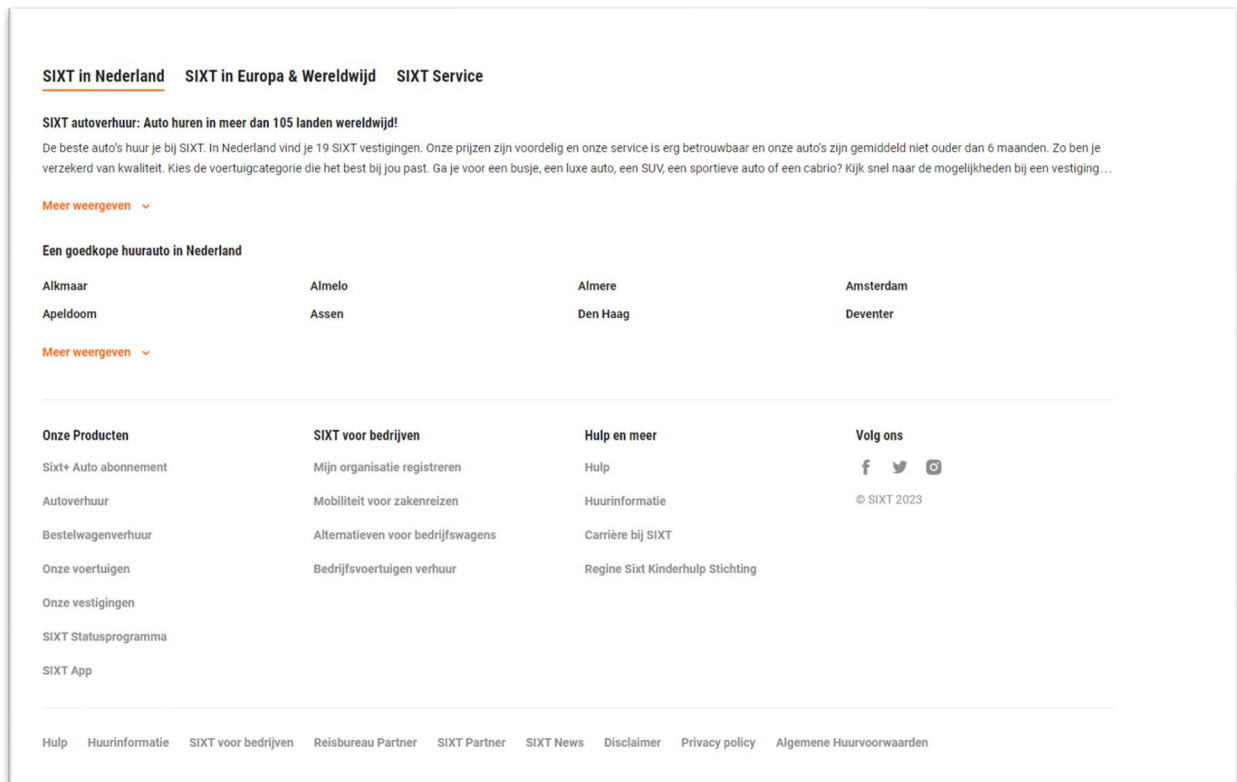 SIXT in Nederland SIXT in Europa & Wereldwijd SIXT Service
SIXT autoverhuur: Auto huren in meer dan 105 landen wereldwijd!
De beste auto's huur je bij SIXT. In Nederland vind je 19 SIXT vestigingen. Onze prijzen zijn voordelig en onze service is erg betrouwbaar en onze auto's zijn gemiddeld niet ouder dan 6 maanden. Zo ben je
verzekerd van kwaliteit. Kies de voertuigcategorie die het best bij jou past. Ga je voor een busje, een luxe auto, een SUV, een sportieve auto of een cabrio? Kijk snel naar de mogelijkheden bij een vestiging...
Meer weergeven
Een goedkope huurauto in Nederland
Alkmaar Almelo Almere Amsterdam
Apeldoorn Assen Den Haag Deventer
Meer weergeven
Onze Producten
Sixt+ Auto abonnement
Autoverhuur
Bestelwagenverhuur
Onze voertuigen
Onze vestigingen
SIXT Statusprogramma
SIXT App
SIXT voor bedrijven
Mijn organisatie registreren
Mobiliteit voor zakenreizen
Alternatieven voor bedrijfswagens
Bedrijfsvoertuigen verhuur
Hulp en meer
Hulp
Huurinformatie
Carrière bij SIXT
Regine Sixt Kinderhulp Stichting
Volg ons
© SIXT 2023
Hulp Huurinformatie SIXT voor bedrijven Reisbureau Partner SIXT Partner SIXT News Disclaimer Privacy policy Algemene Huurvoorwaarden